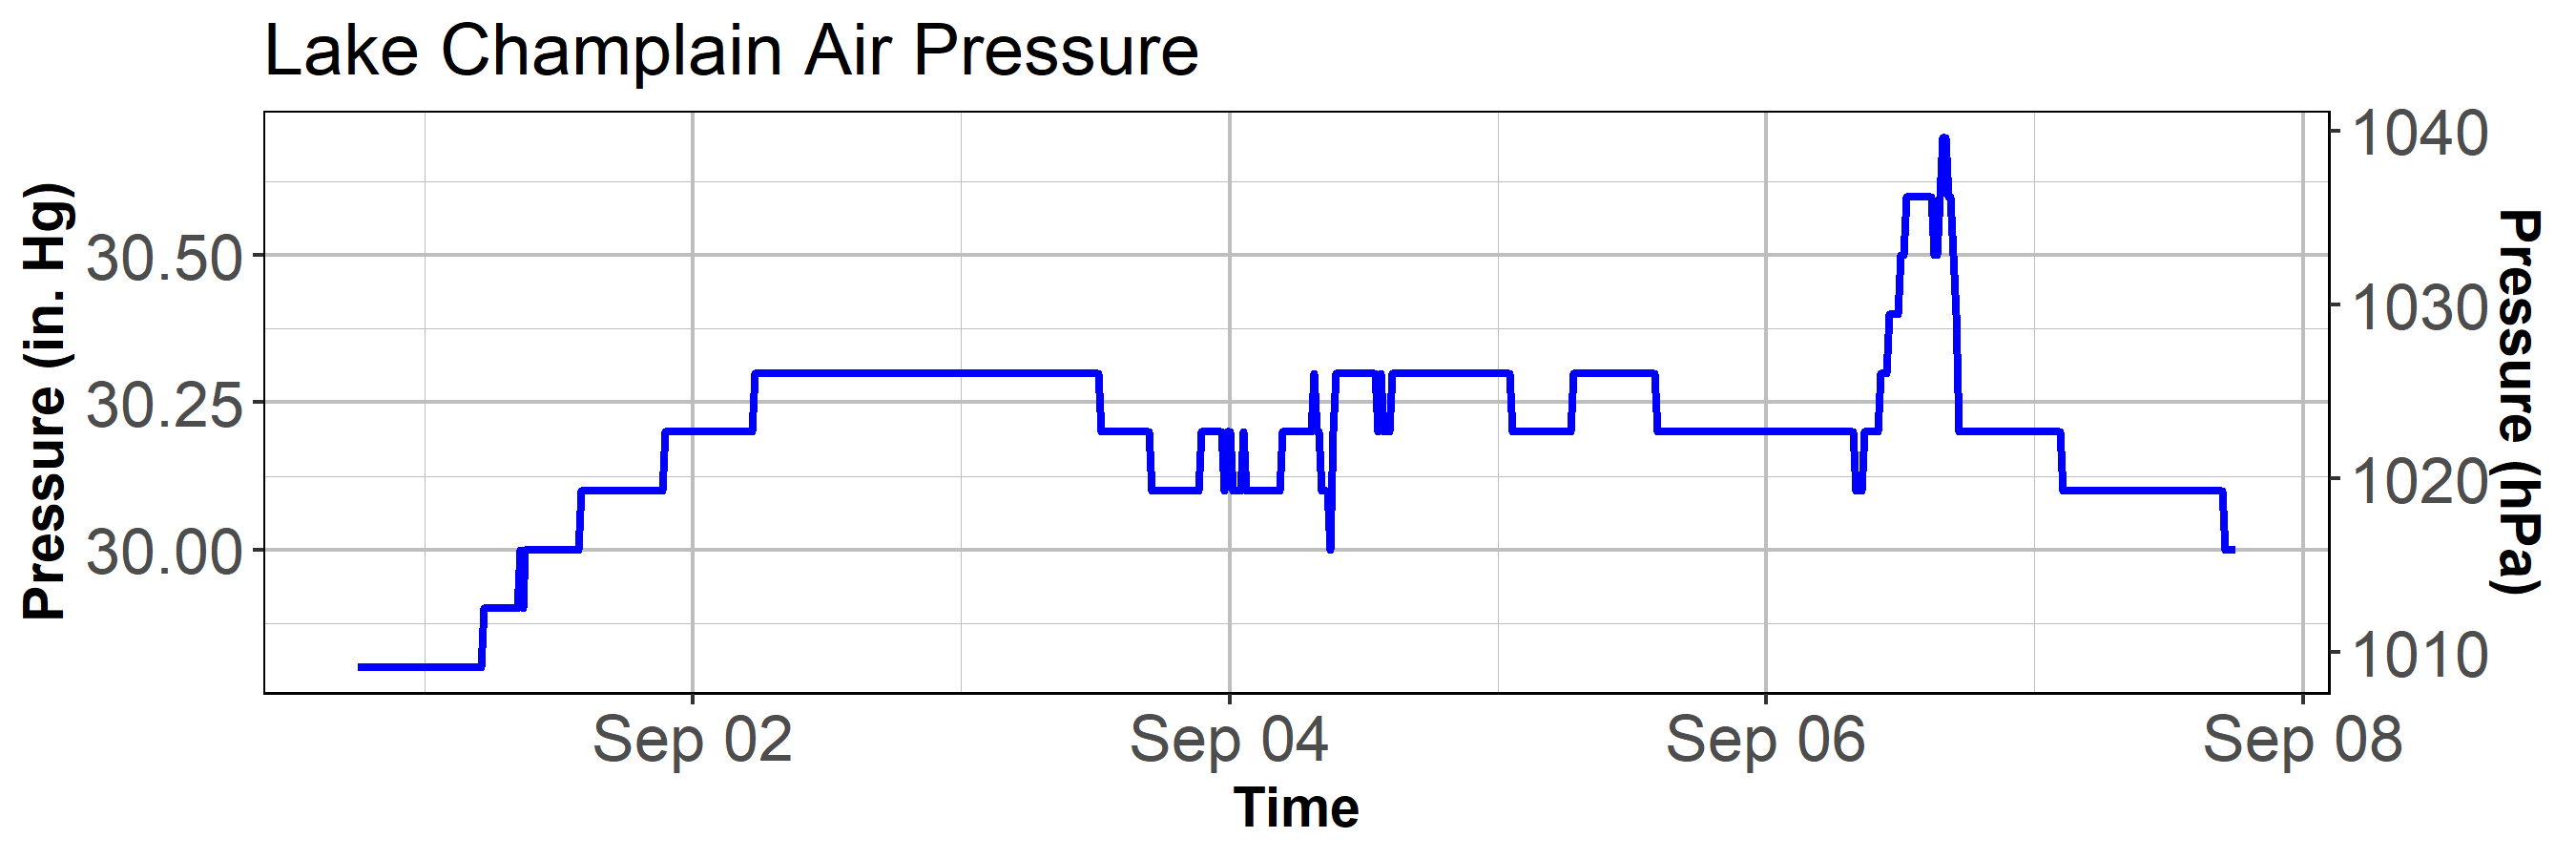 Lake Champlain Air Pressure
Pressure (in. Hg)
30.50
30.25
30.00
1040
1030
1020
1010
Pressure (hPa)
Sep 02 Sep 04 Sep 06 Sep 08
Time